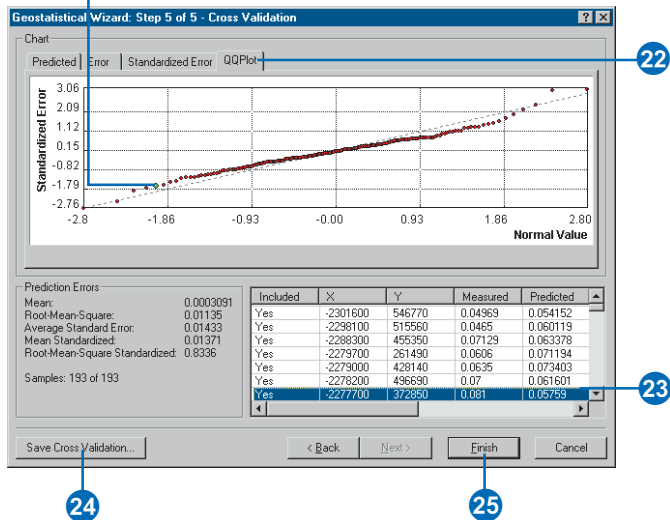 Geostatistical Wizard: Step 5 of 5 - Cross Validation
Chart
Predicted Error Standardized Error QQPlot
22
Standardized Error
3.06
2.09
1.12
0.15
-0.82
-1.79
-2.76
-2.8 -1.86 -0.93 -0.00 0.93 1.86 2.80
Normal Value
Prediction Errors
Mean: 0.0003091
Root-Mean-Square: 0.01135
Average Standard Error: 0.01433
Mean Standardized: 0.01371
Root-Mean-Square Standardized: 0.8336
Samples: 193 of 193
Included X Y Measured Predicted
Yes -2301600 546770 0.04969 0.054152
Yes -2298100 515560 0.0465 0.060119
Yes -2288300 455350 0.07129 0.063378
Yes -2279700 261490 0.0606 0.071194
Yes -2279000 428140 0.0635 0.073403
Yes -2278200 496690 0.07 0.061601
Yes -2277700 372850 0.081 0.05759
23
Save Cross Validation... < Back Next > Finish Cancel
24 25